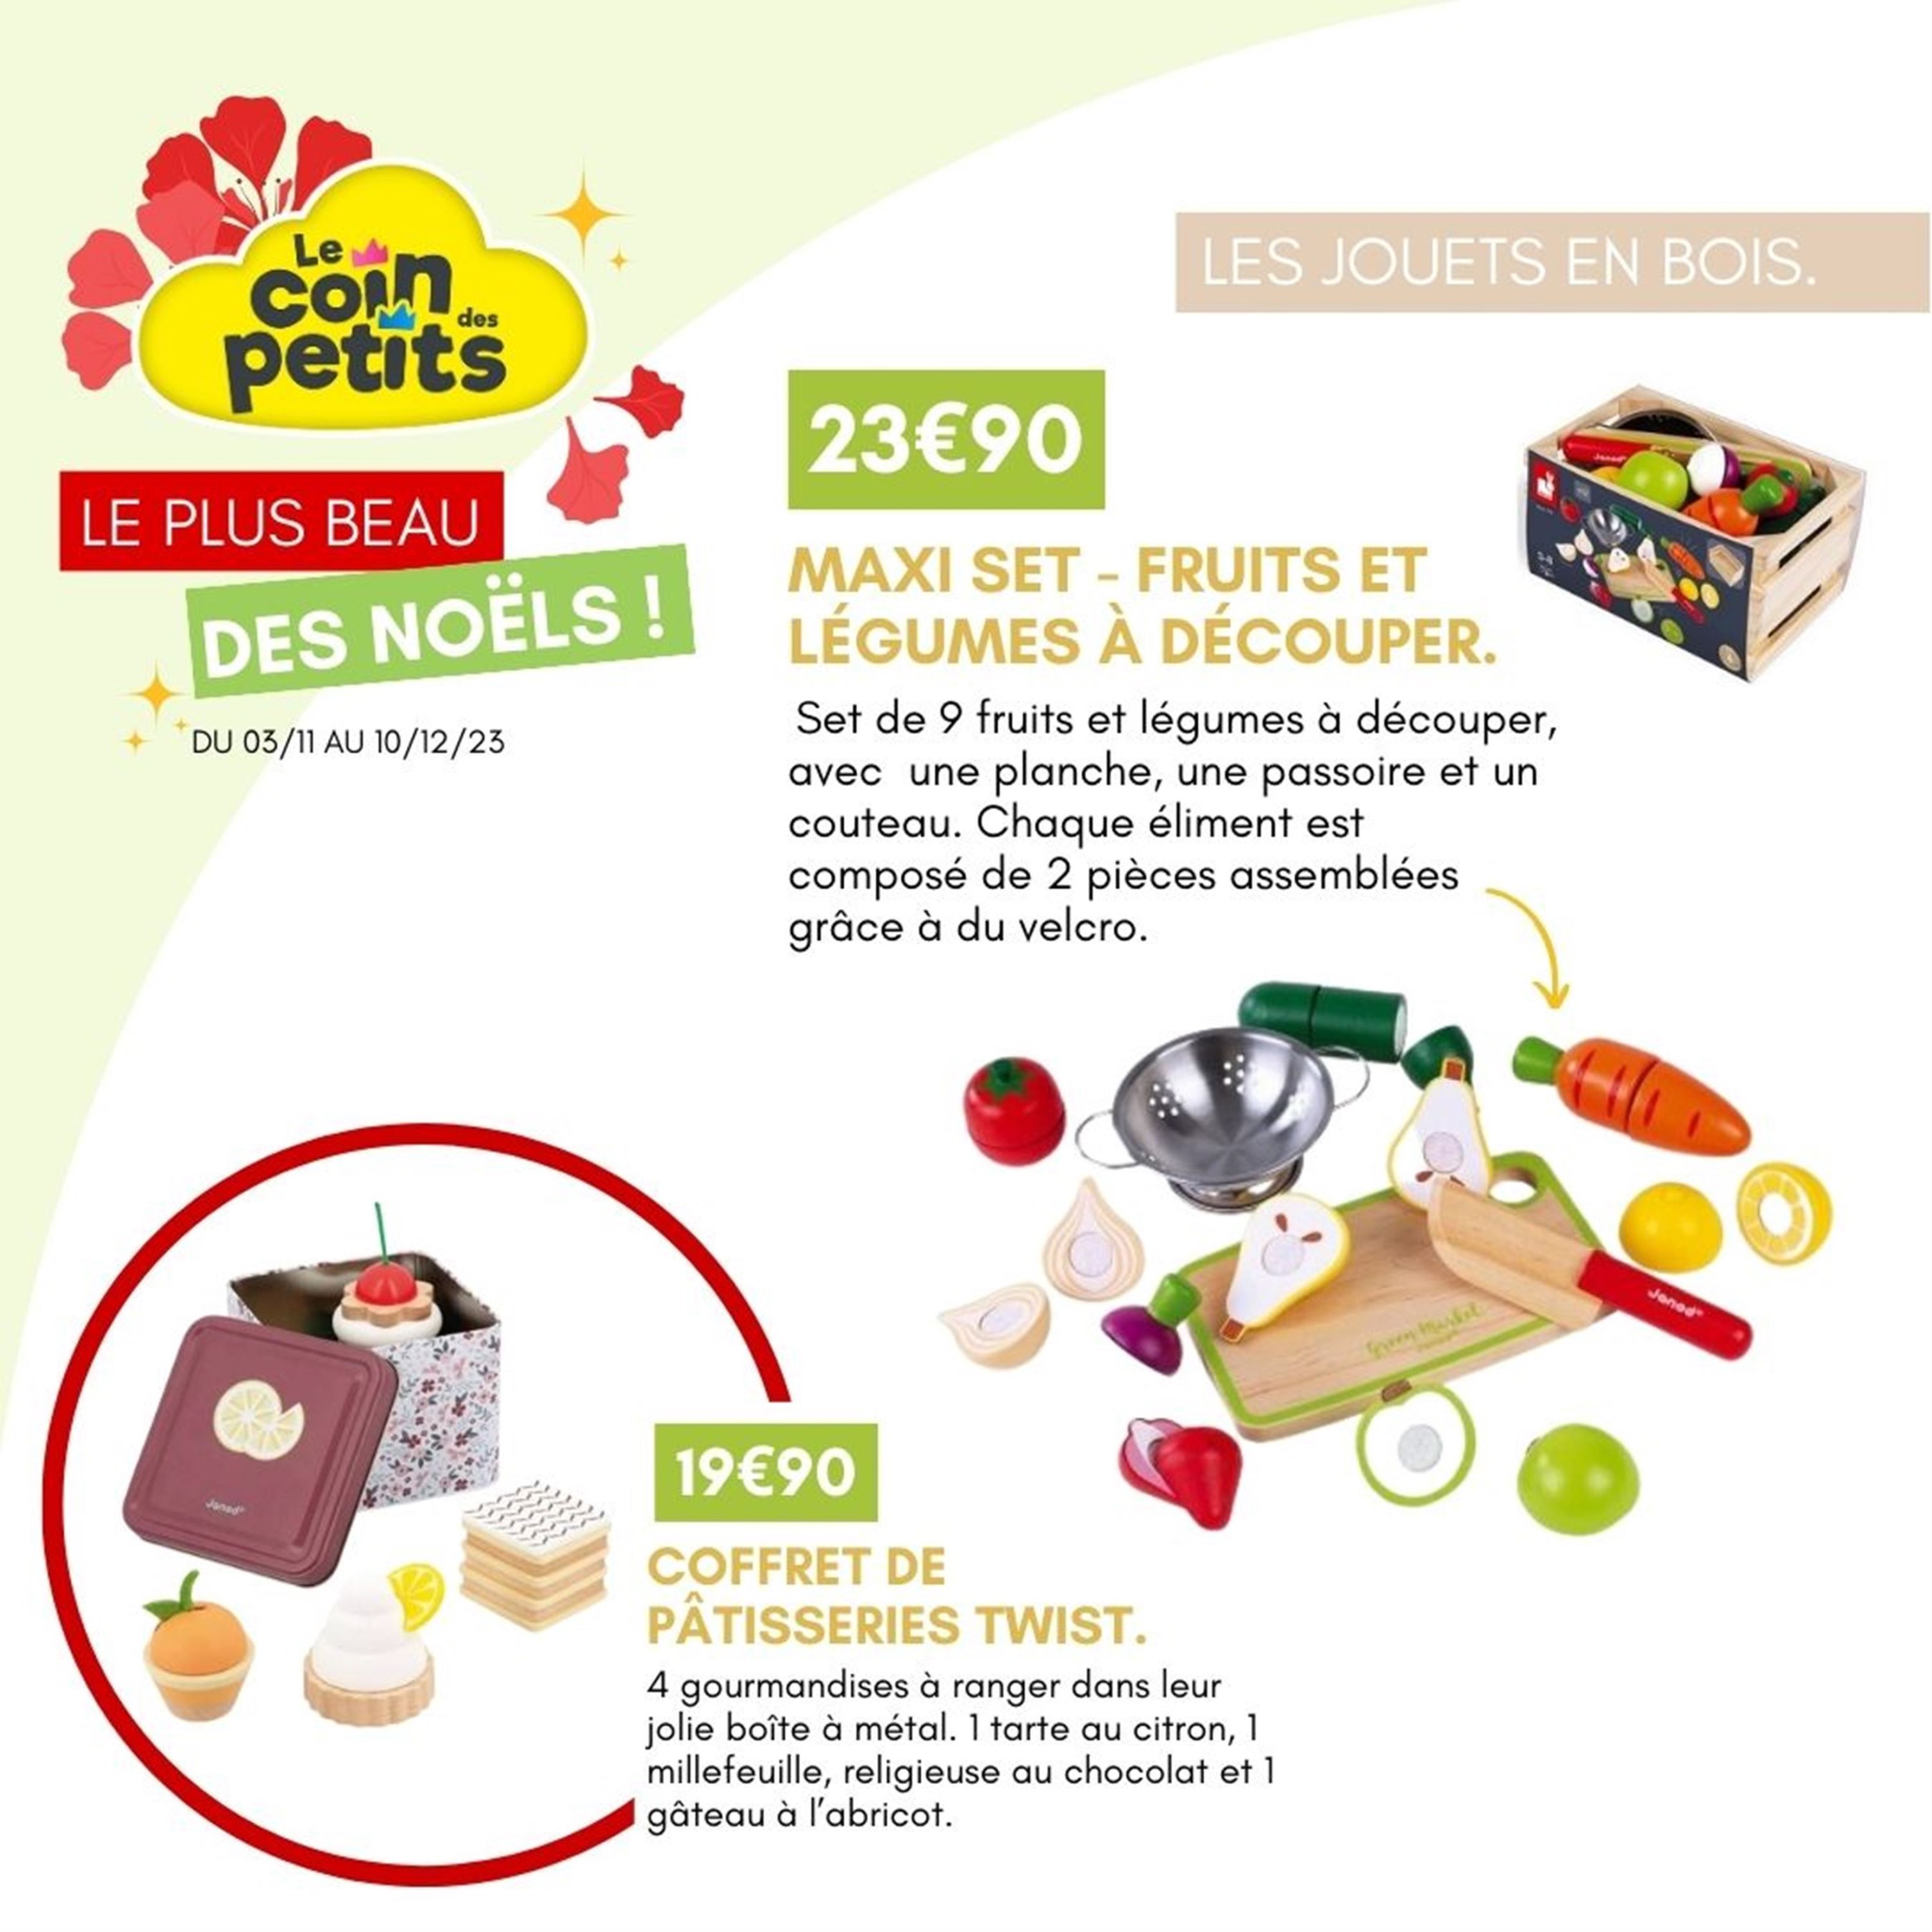 Le
coin
des
petits
LE PLUS BEAU
DES NOËLS !
DU 03/11 AU 10/12/23
LES JOUETS EN BOIS.
23€90
MAXI SET - FRUITS ET
LÉGUMES À DÉCOUPER.
Set de 9 fruits et légumes à découper,
avec une planche, une passoire et un
couteau. Chaque éliment est
composé de 2 pièces assemblées
grâce à du velcro.
Janod
Green Market
Janod
19€90
COFFRET DE
PÂTISSERIES TWIST.
4 gourmandises à ranger dans leur
jolie boîte à métal. 1 tarte au citron, 1
millefeuille, religieuse au chocolat et 1
gâteau à l'abricot.
Janod